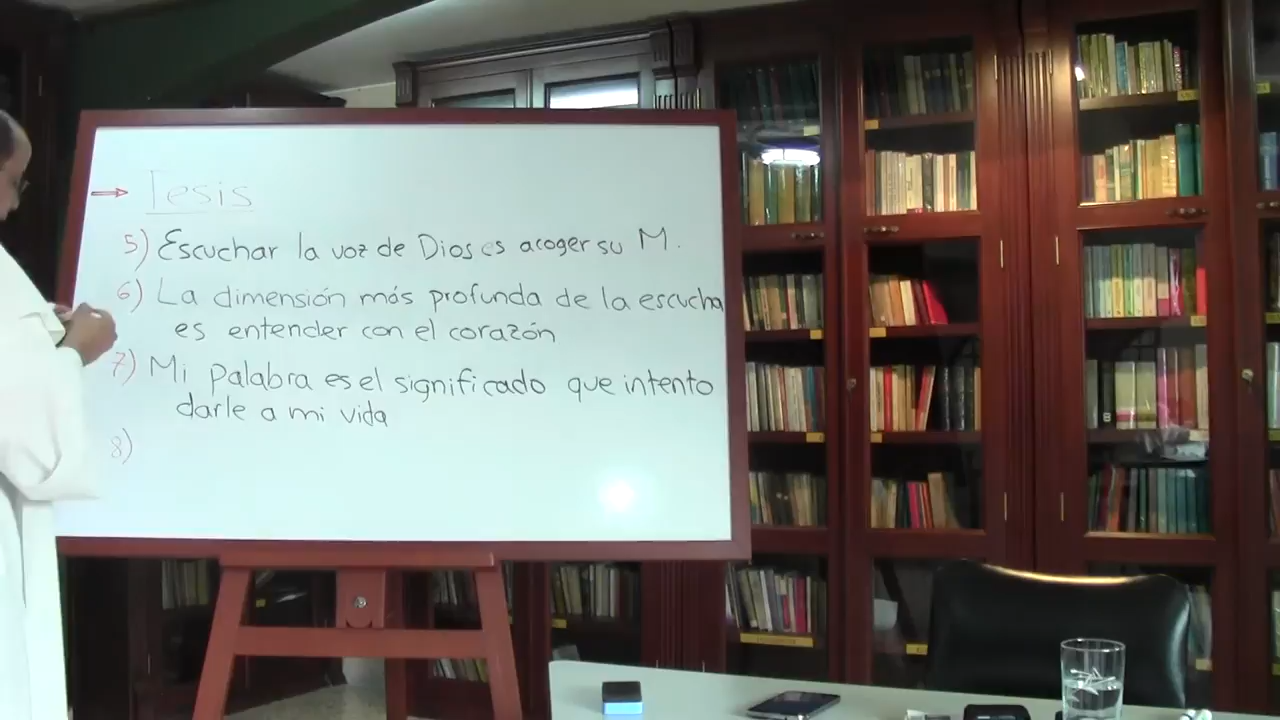 Tesis
5) Escuchar la voz de Dios es acoger su M.
6) La dimensión más profunda de la escucha
es entender con el corazón
7) Mi palabra es el significado que intento
darle a mi vida
8)